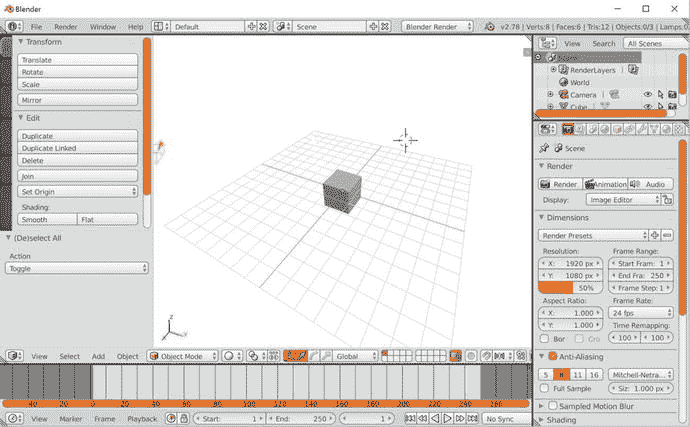 Blender
File Render Window Help Default Scene Blender Render v2.78 | Verts:8 | Faces:6 | Tris:12 | Objects:0/3 | Lamps:0
Transform
Translate
Rotate
Scale
Mirror
Edit
Duplicate
Duplicate Linked
Delete
Join
Set Origin
Shading:
Smooth Flat
(De)select All
Action
Toggle
z
View Select Add Object Object Mode Global
-40 -20 0 20 40 60 80 100 120 140 160 180 200 220 240 260
View Marker Frame Playback Start: 1 End: 250 1 No Sync
View Search All Scenes
RenderLayers
World
Camera
Cube
Scene
Render
Render Animation Audio
Display: Image Editor
Dimensions
Render Presets
Resolution: Frame Range:
X: 1920 px Start Fram: 1
Y: 1080 px End Fra: 250
50% Frame Step: 1
Aspect Ratio: Frame Rate:
X: 1.000 24 fps
Y: 1.000 Time Remapping:
Bor Cro 100 100
Anti-Aliasing
5 8 11 16 Mitchell-Netra...
Full Sample Siz: 1.000 px
Sampled Motion Blur
Shading